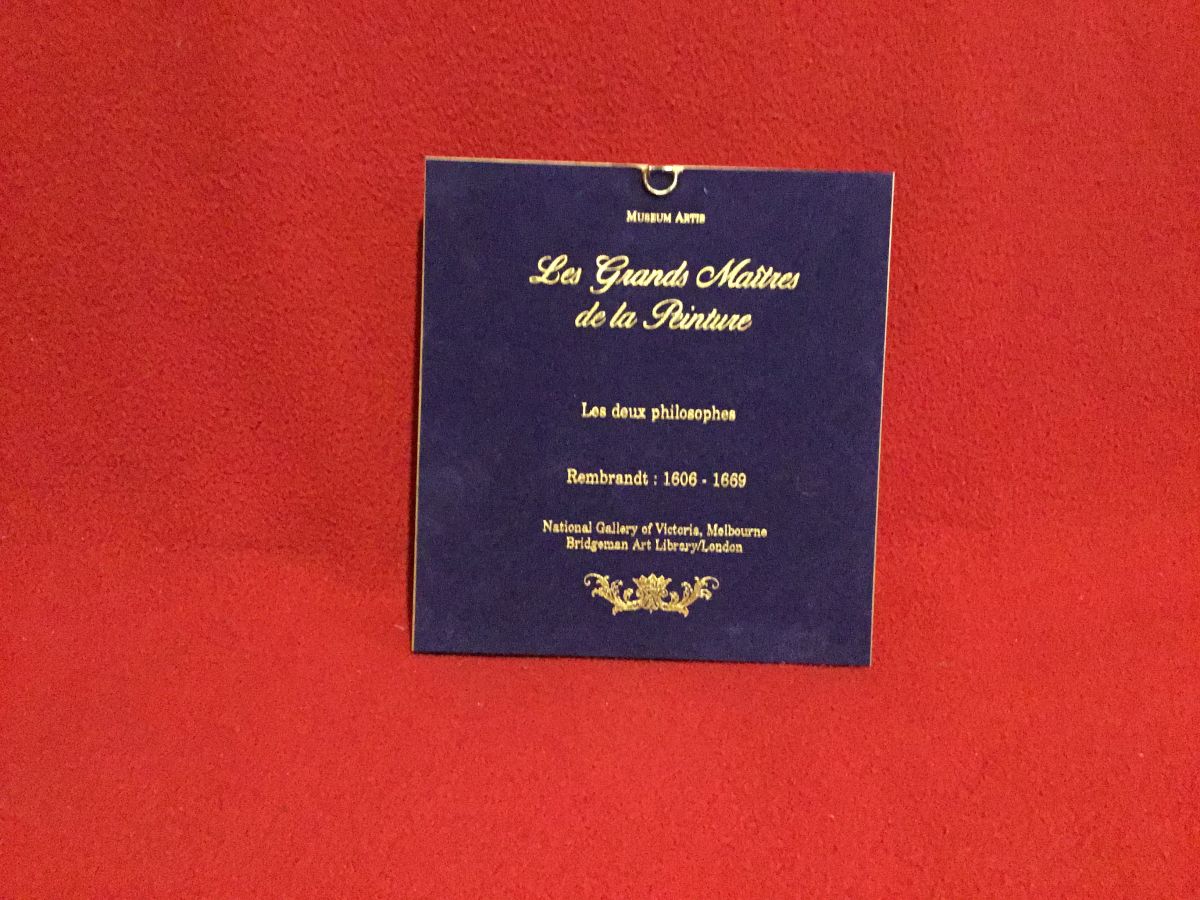 MUSEUM ARTIS
Les Grands Maîtres
de la Peinture
Les deux philosophes
Rembrandt : 1606 - 1669
National Gallery of Victoria, Melbourne
Bridgeman Art Library/London